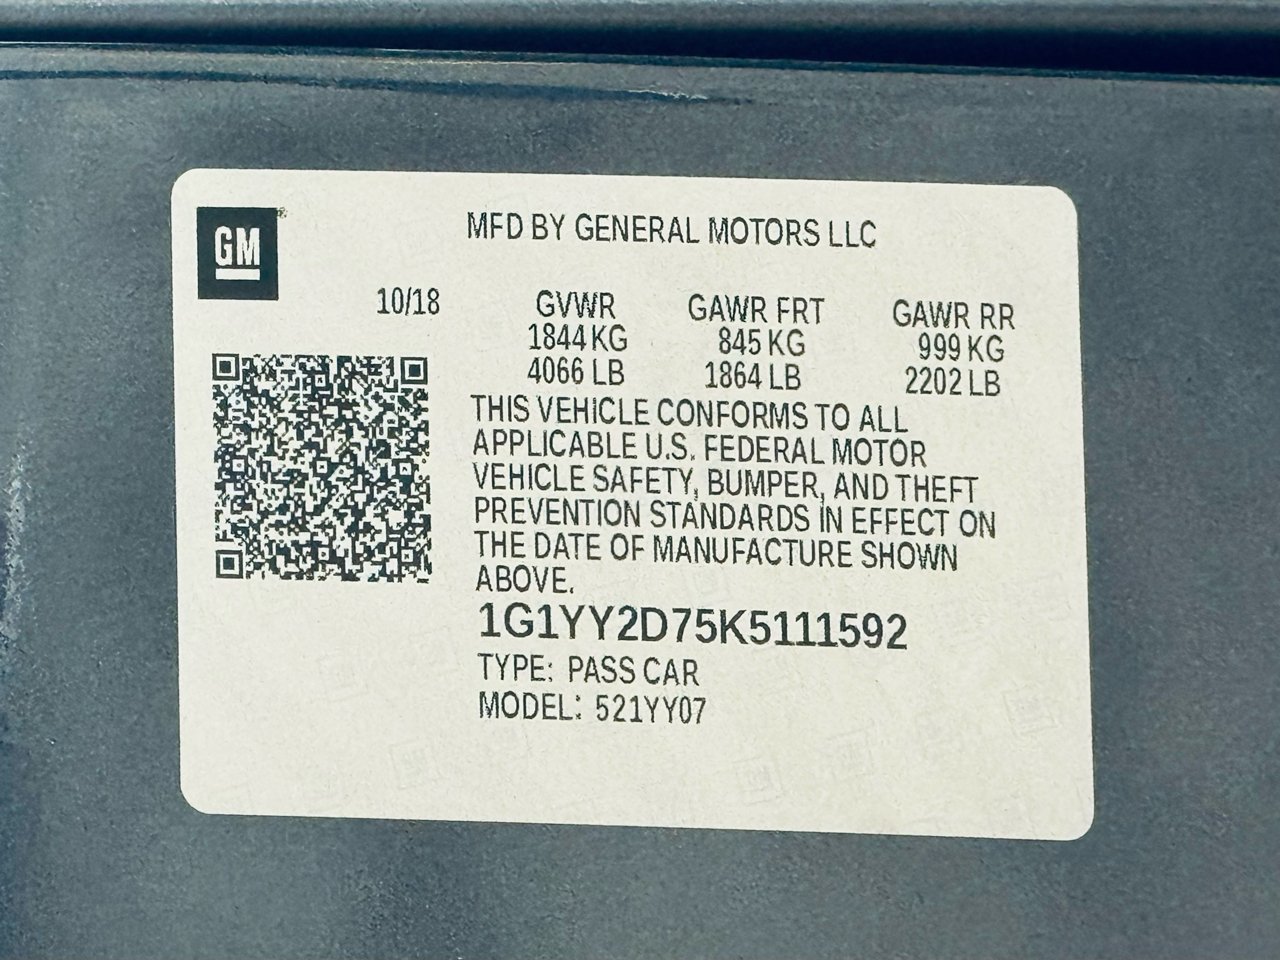 GM
MFD BY GENERAL MOTORS LLC
10/18 GVWR GAWR FRT GAWR RR
1844 KG 845 KG 999 KG
4066 LB 1864 LB 2202 LB
THIS VEHICLE CONFORMS TO ALL
APPLICABLE U.S. FEDERAL MOTOR
VEHICLE SAFETY, BUMPER, AND THEFT
PREVENTION STANDARDS IN EFFECT ON
THE DATE OF MANUFACTURE SHOWN
ABOVE.
1G1YY2D75K5111592
TYPE: PASS CAR
MODEL: 521YY07